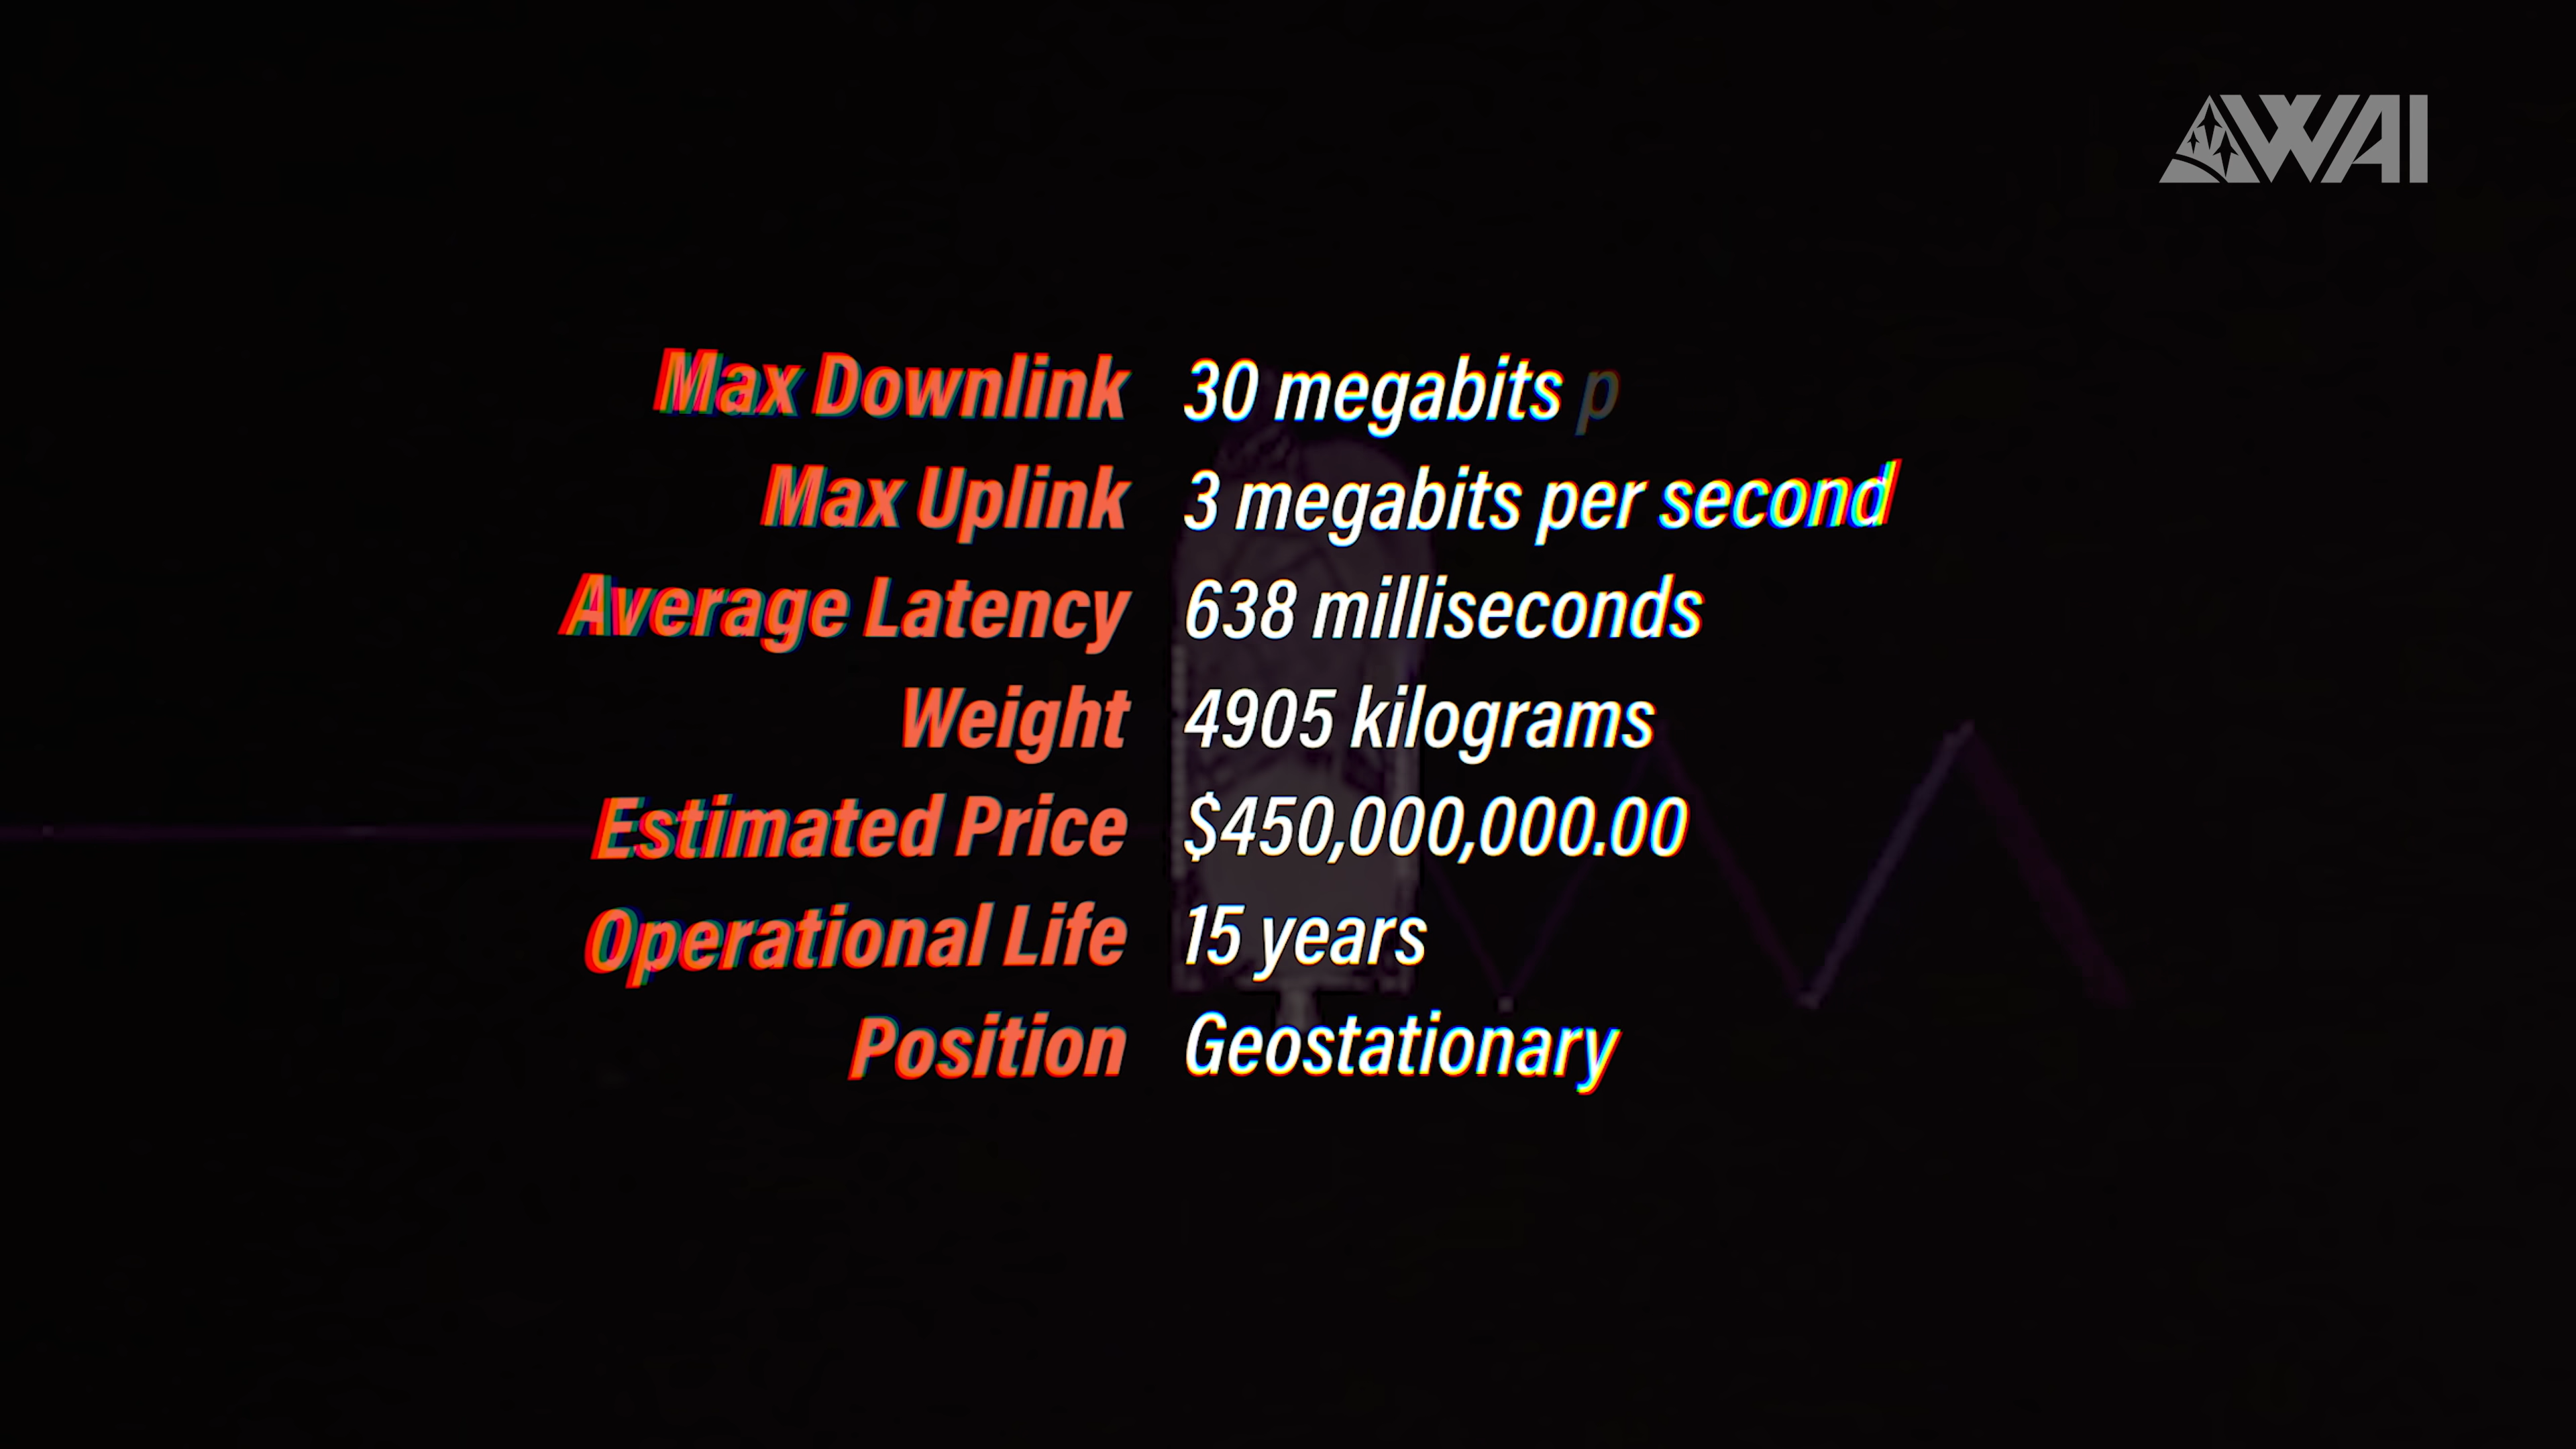 WAI
Max Downlink 30 megabits p
Max Uplink 3 megabits per second
Average Latency 638 milliseconds
Weight 4905 kilograms
Estimated Price $450,000,000.00
Operational Life 15 years
Position Geostationary